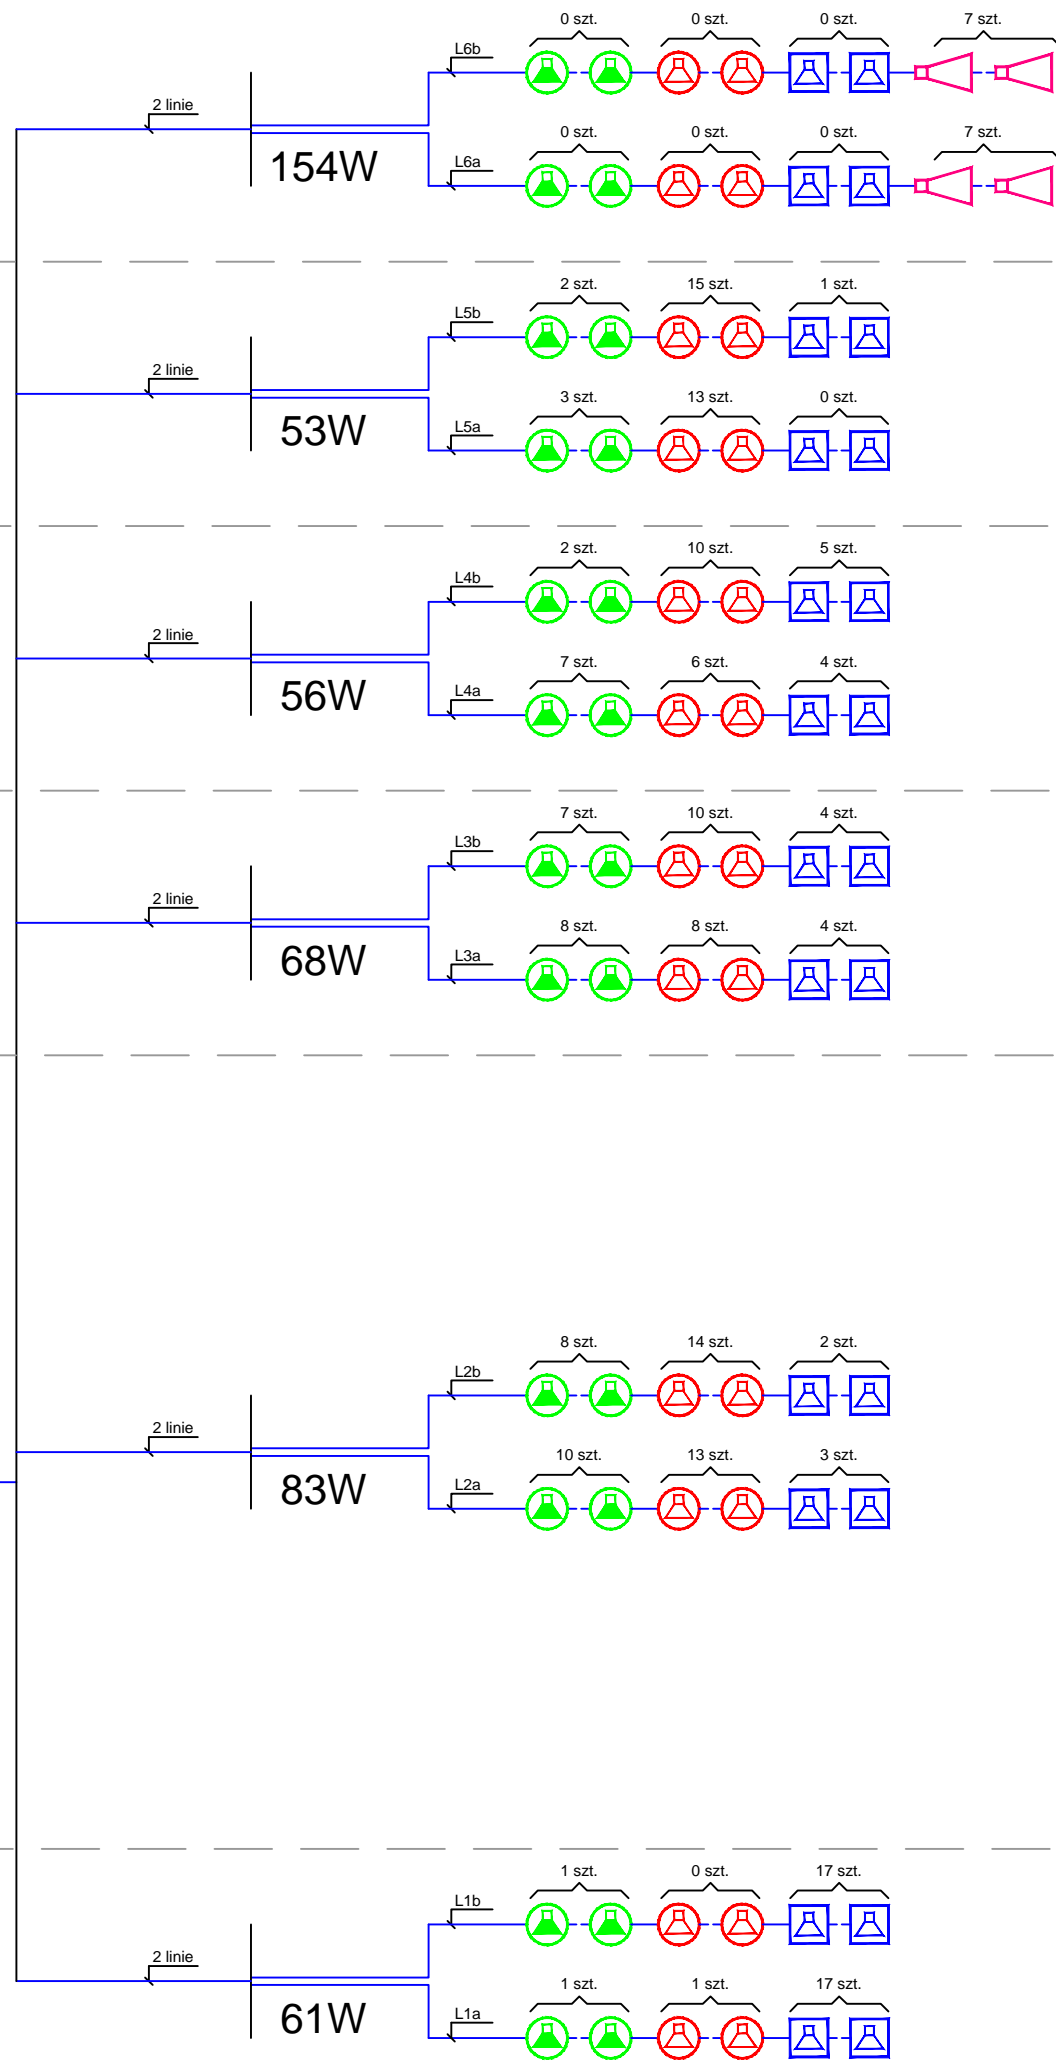 0 szt. 0 szt. 0 szt. 7 szt.
L6b
2 linie
154W
0 szt. 0 szt. 0 szt. 7 szt.
L6a
2 szt. 15 szt. 1 szt.
L5b
2 linie
53W
3 szt. 13 szt. 0 szt.
L5a
2 szt. 10 szt. 5 szt.
L4b
2 linie
56W
7 szt. 6 szt. 4 szt.
L4a
7 szt. 10 szt. 4 szt.
L3b
2 linie
68W
8 szt. 8 szt. 4 szt.
L3a
8 szt. 14 szt. 2 szt.
L2b
2 linie
83W
10 szt. 13 szt. 3 szt.
L2a
1 szt. 0 szt. 17 szt.
L1b
2 linie
61W
1 szt. 1 szt. 17 szt.
L1a